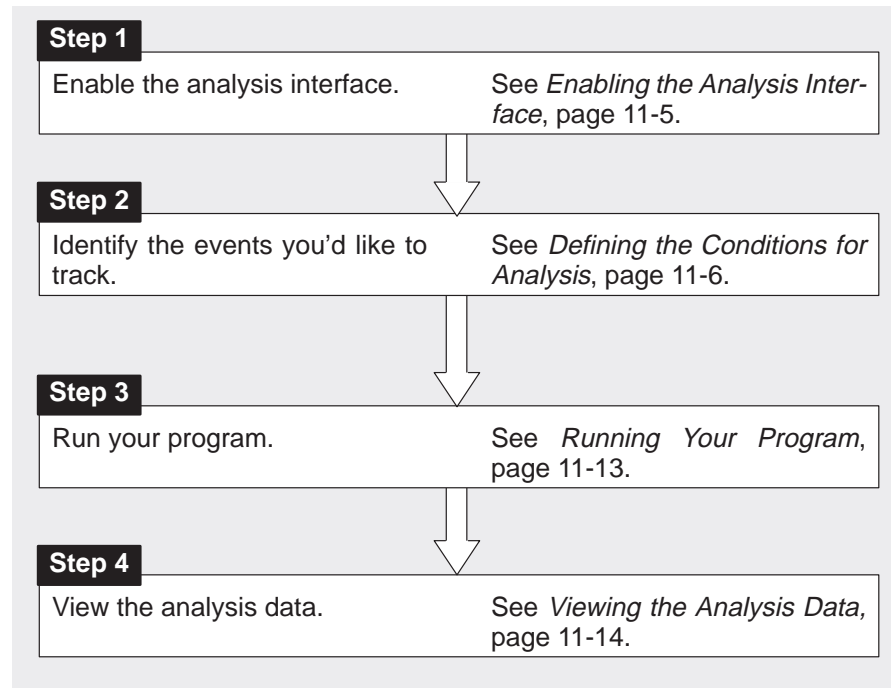 Step 1
Enable the analysis interface.
See Enabling the Analysis Inter-
face, page 11-5.
Step 2
Identify the events you'd like to
track.
See Defining the Conditions for
Analysis, page 11-6.
Step 3
Run your program.
See Running Your Program,
page 11-13.
Step 4
View the analysis data.
See Viewing the Analysis Data,
page 11-14.